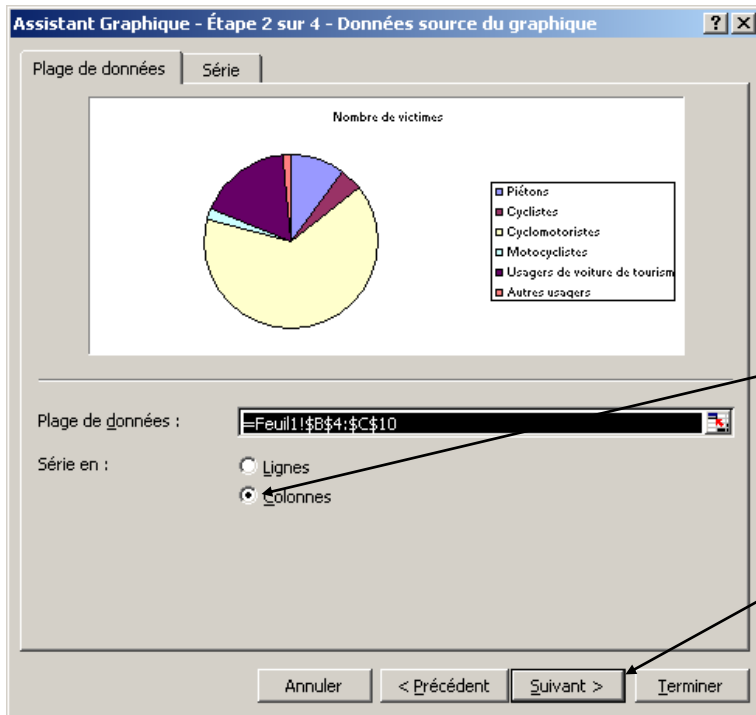 Assistant Graphique - Étape 2 sur 4 - Données source du graphique
Plage de données
Série
Nombre de victimes
Piétons
Cyclistes
Cyclomotoristes
Motocyclistes
Usagers de voiture de tourism
Autres usagers
Plage de données :
=Feuil1!$B$4:$C$10
Série en :
Lignes
Colonnes
Annuler
< Précédent
Suivant >
Terminer